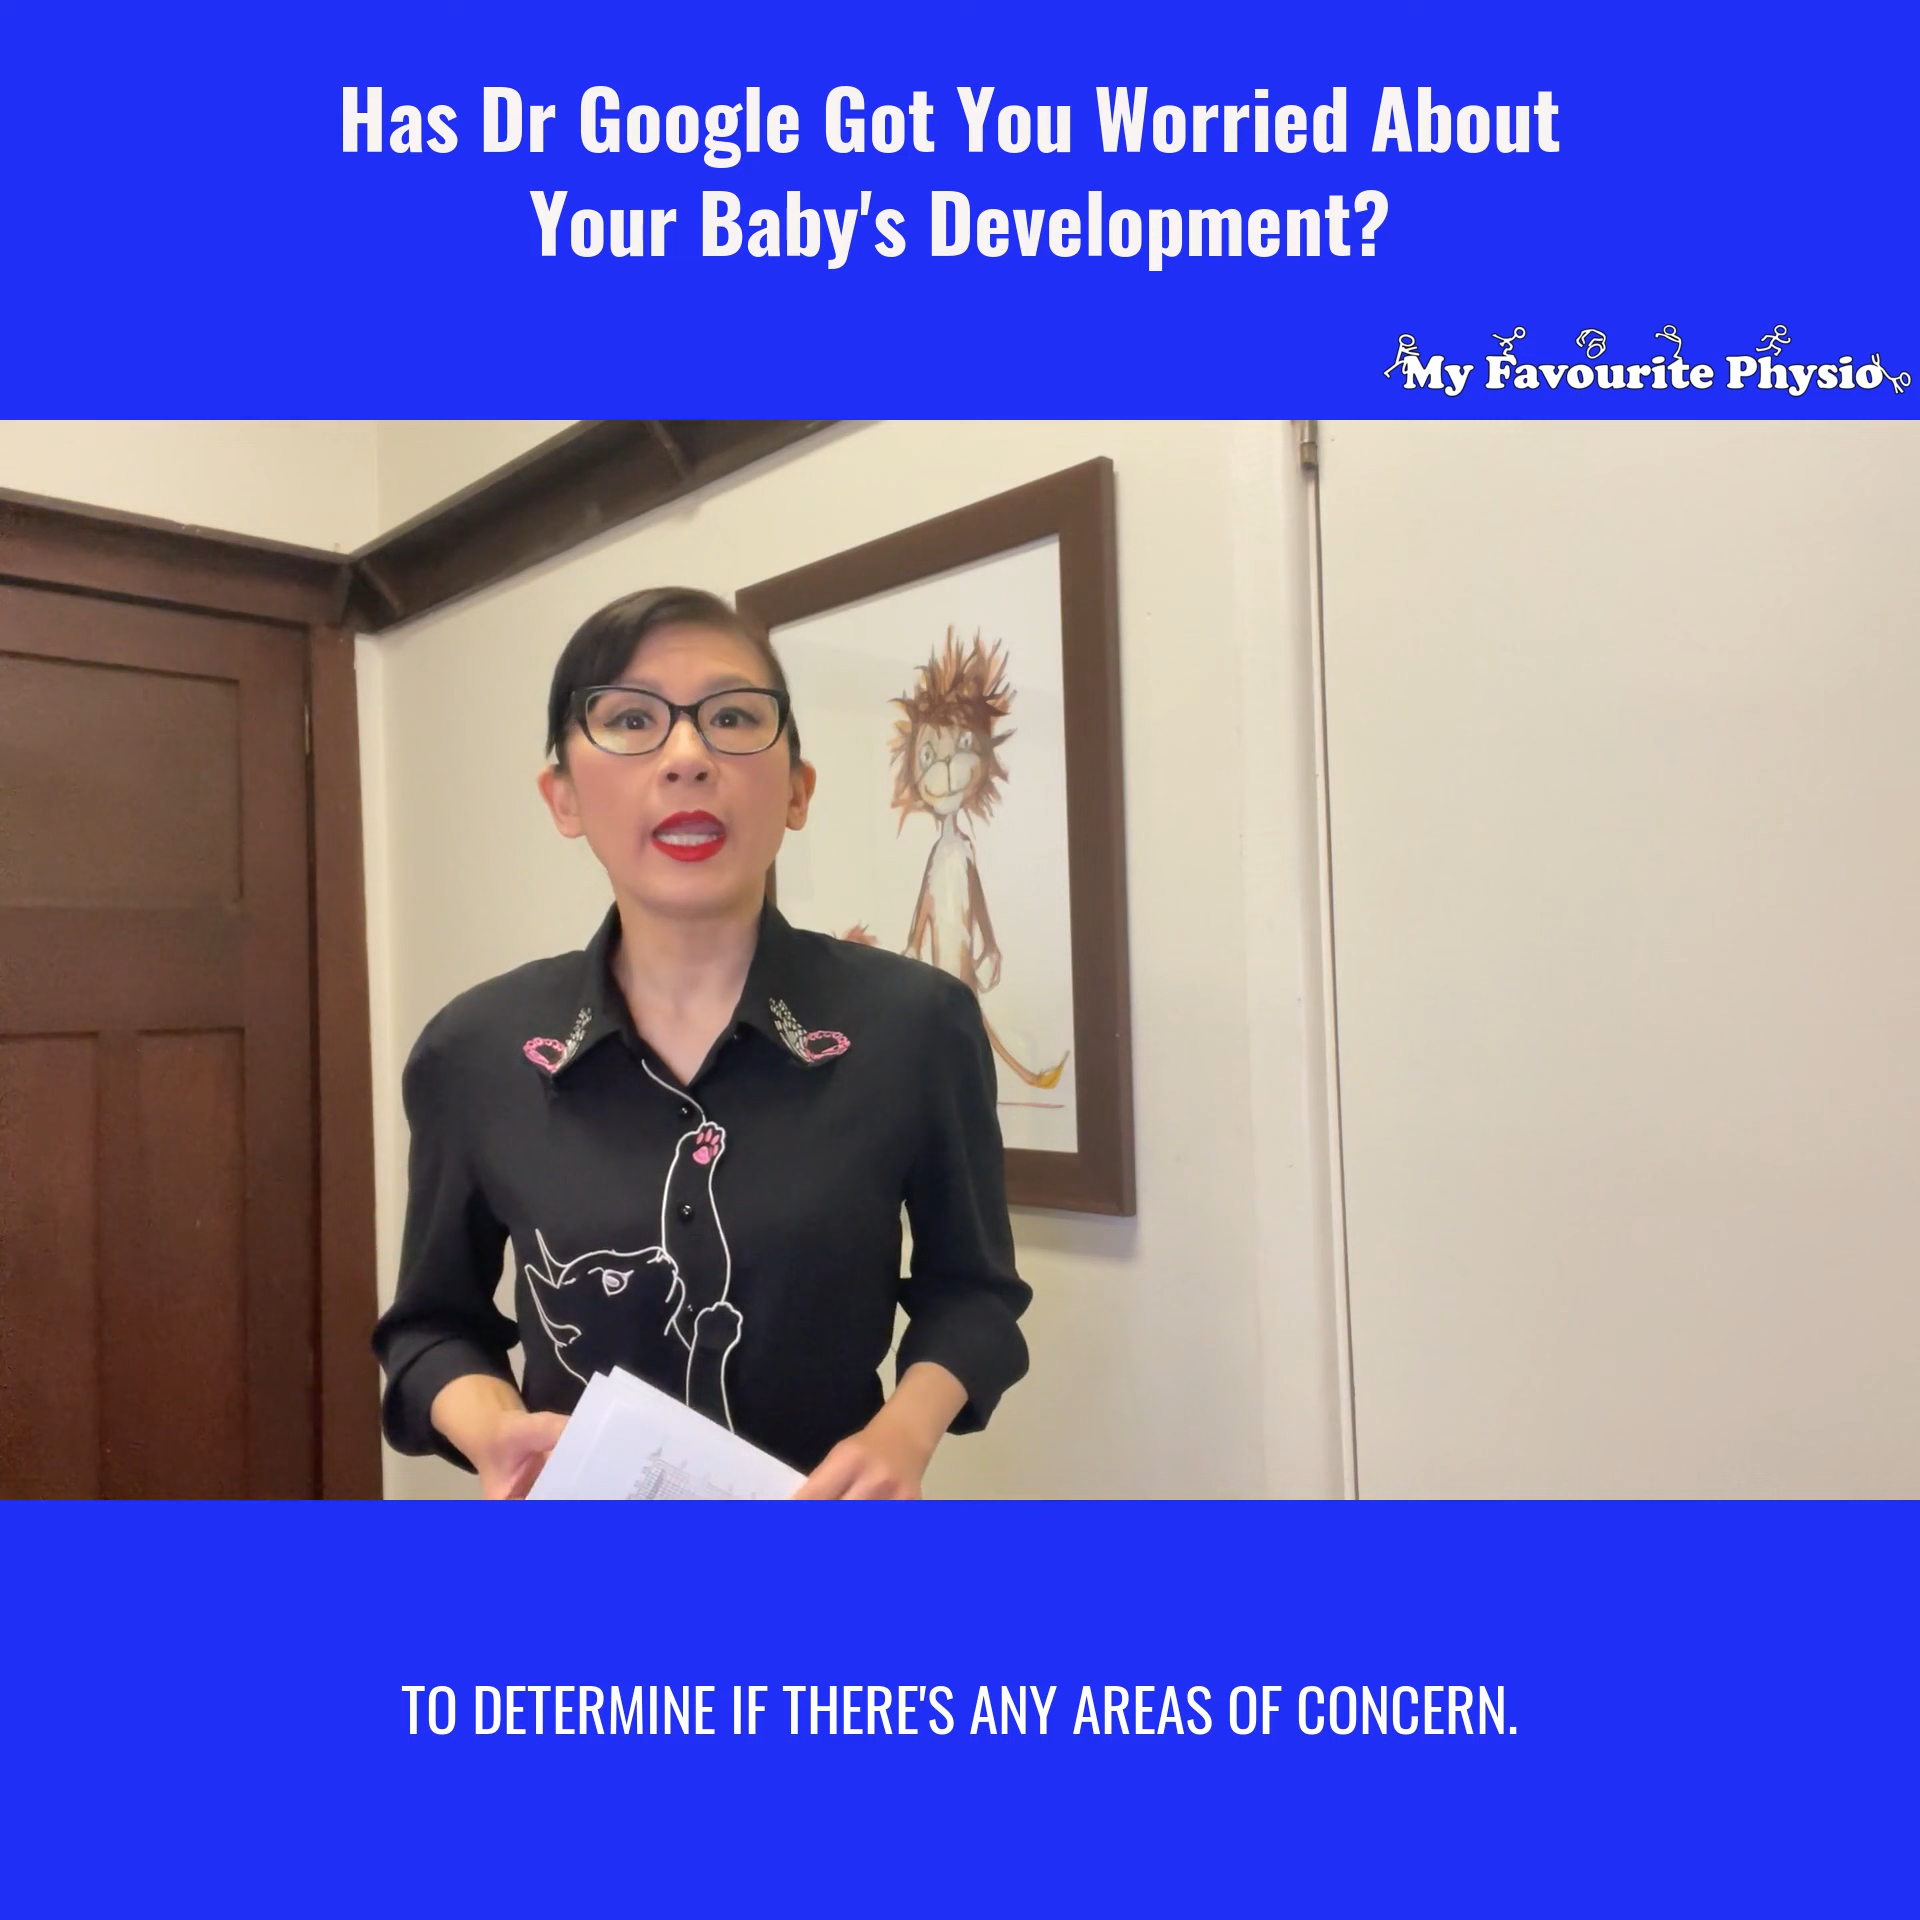 Has Dr Google Got You Worried About
Your Baby's Development?
My Favourite Physio
TO DETERMINE IF THERE'S ANY AREAS OF CONCERN.